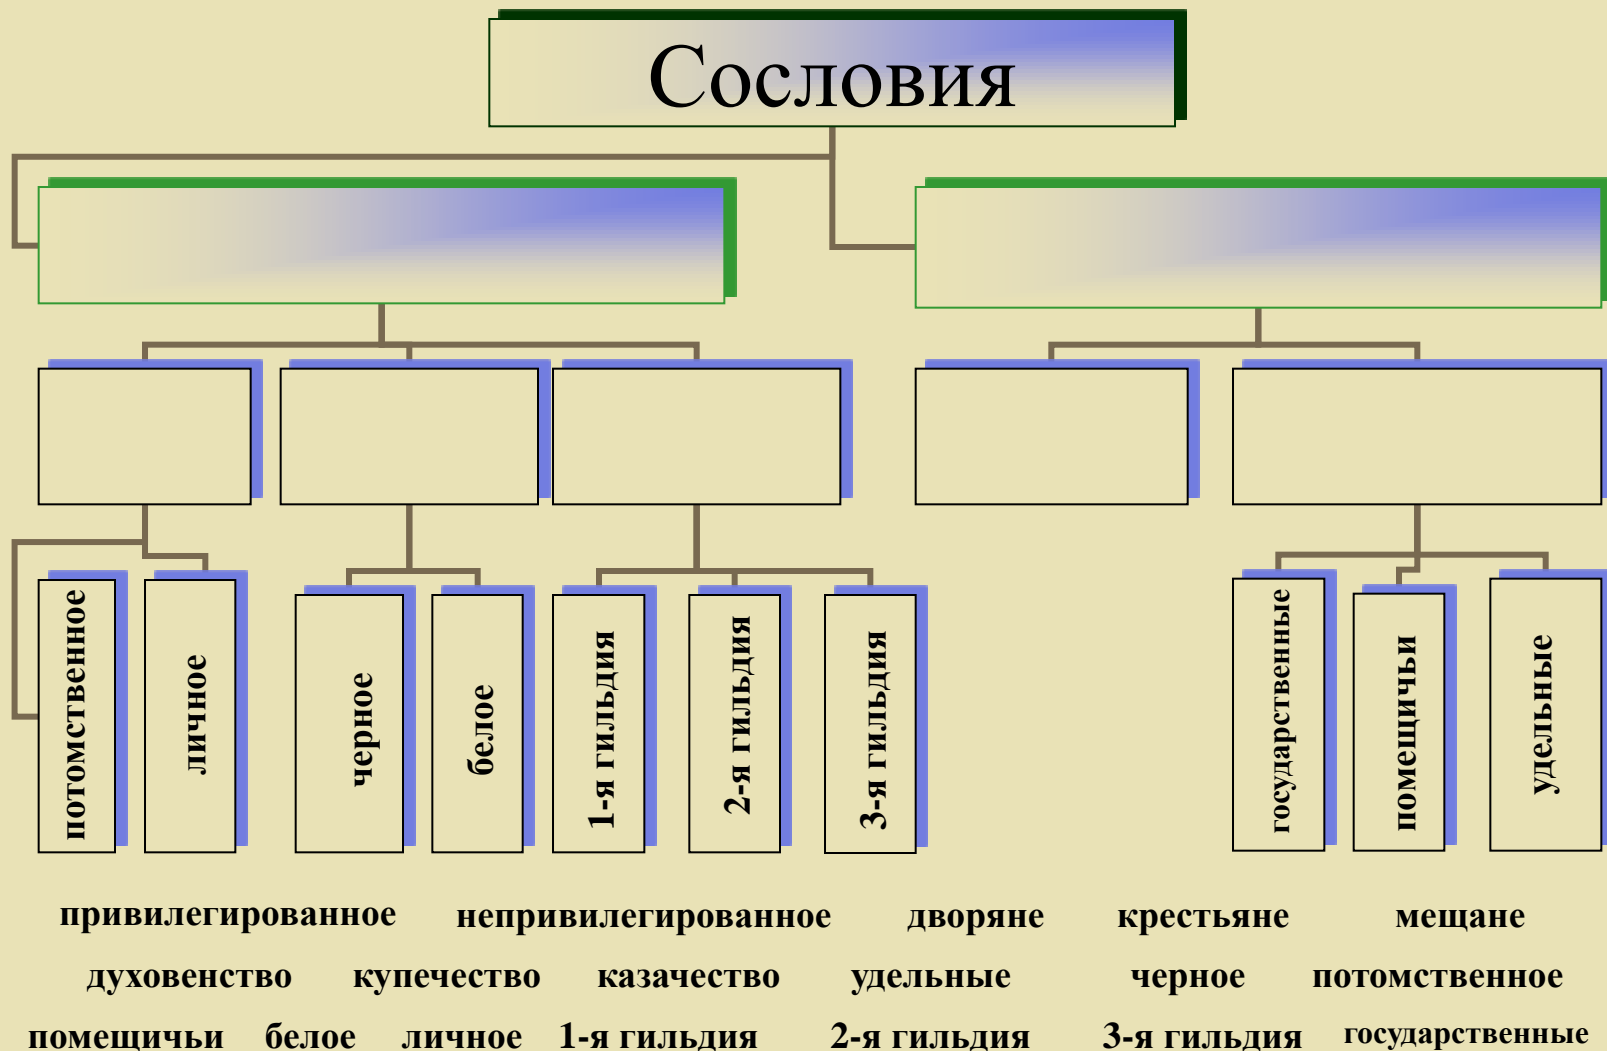 Сословия
потомственное
личное
черное
белое
1-я гильдия
2-я гильдия
3-я гильдия
государственные
помещичьи
удельные
привилегированное непривилегированное дворяне крестьяне мещане
духовенство купечество казачество удельные черное потомственное
помещичьи белое личное 1-я гильдия 2-я гильдия 3-я гильдия государственные